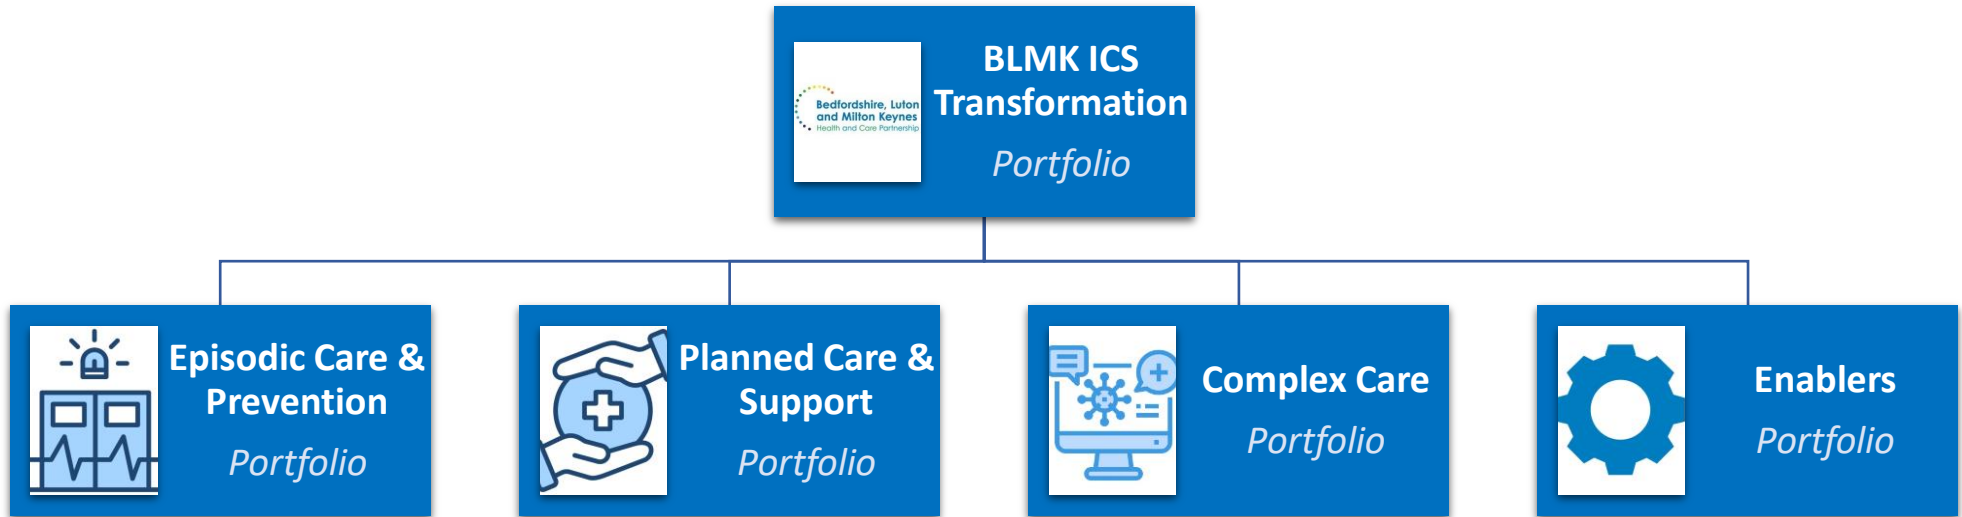 BLMK ICS
Transformation
Portfolio
Bedfordshire, Luton
and Milton Keynes
Health and Care Partnership
Episodic Care &
Prevention
Portfolio
Planned Care &
Support
Portfolio
Complex Care
Portfolio
Enablers
Portfolio